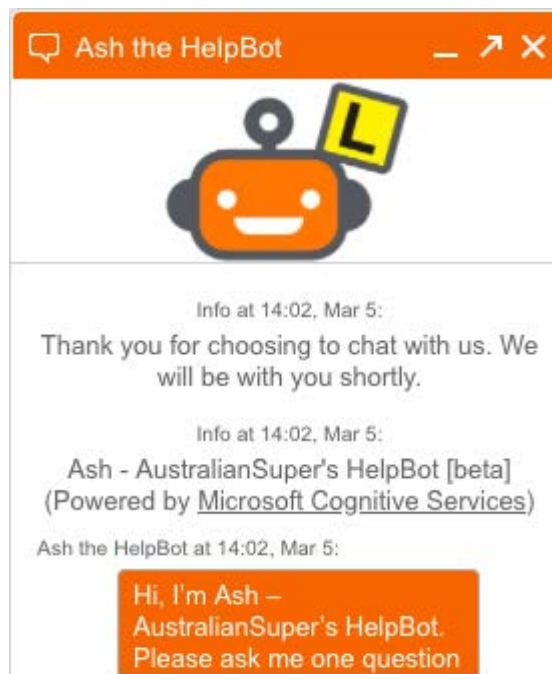 Ash the HelpBot
L
Info at 14:02, Mar 5:
Thank you for choosing to chat with us. We
will be with you shortly.
Info at 14:02, Mar 5:
Ash - AustralianSuper's HelpBot [beta]
(Powered by Microsoft Cognitive Services)
Ash the HelpBot at 14:02, Mar 5:
Hi, I'm Ash –
AustralianSuper's HelpBot.
Please ask me one question